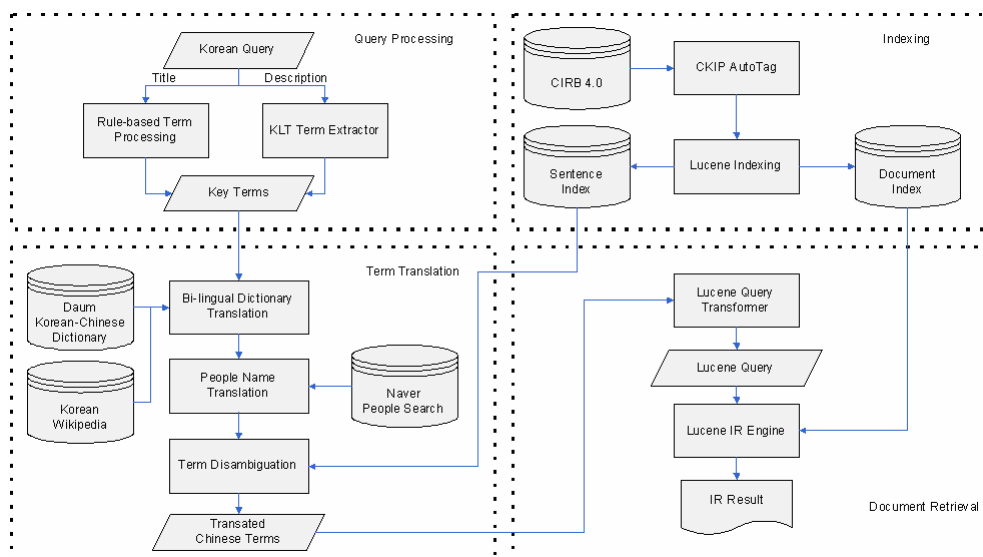 Query Processing
Korean Query
Title
Description
Rule-based Term
Processing
KLT Term Extractor
Key Terms
Indexing
CIRB 4.0
CKIP AutoTag
Sentence
Index
Lucene Indexing
Document
Index
Term Translation
Daum
Korean-Chinese
Dictionary
Bi-lingual Dictionary
Translation
Korean
Wikipedia
People Name
Translation
Naver
People Search
Term Disambiguation
Transated
Chinese Terms
Lucene Query
Transformer
Lucene Query
Lucene IR Engine
IR Result
Document Retrieval